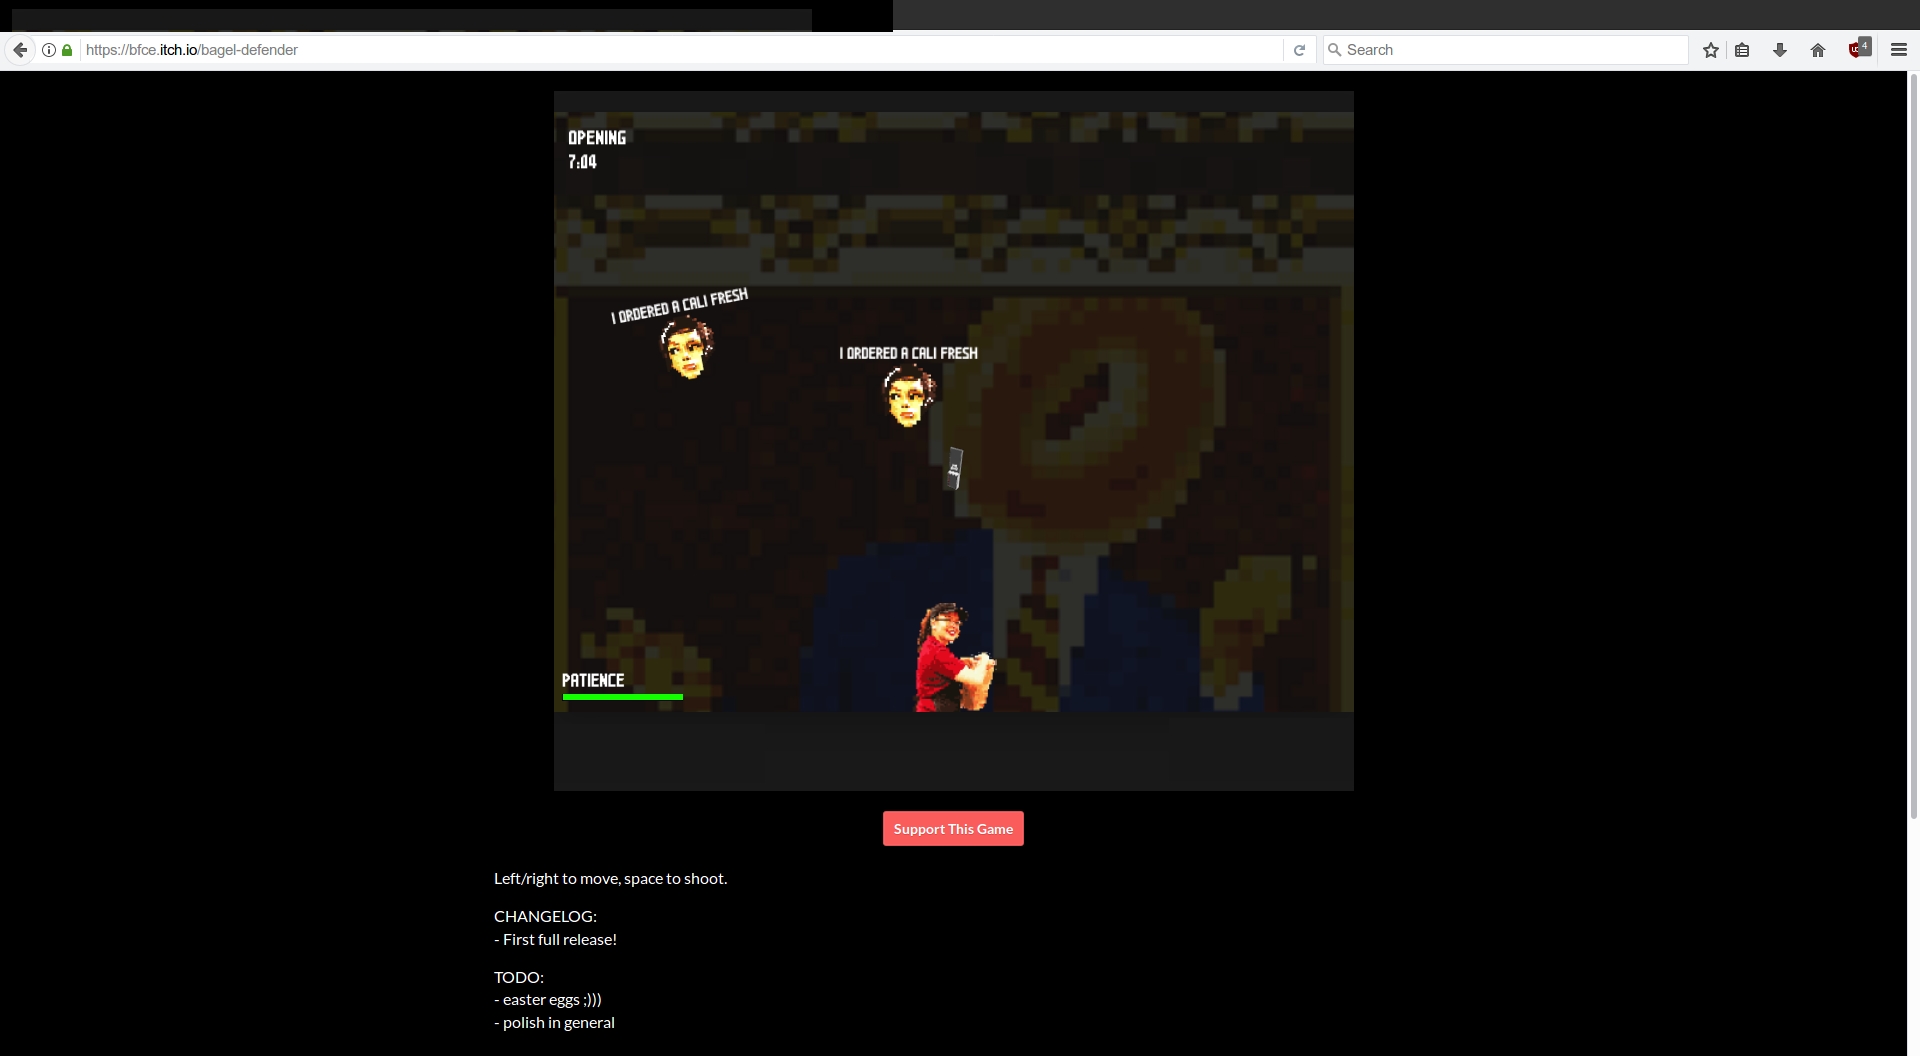 https://bfce.itch.io/bagel-defender
Search
4
OPENING
7:04
I ORDERED A CALI FRESH
I ORDERED A CALI FRESH
PATIENCE
Support This Game
Left/right to move, space to shoot.
CHANGELOG:
- First full release!
TODO:
- easter eggs ;)))
- polish in general